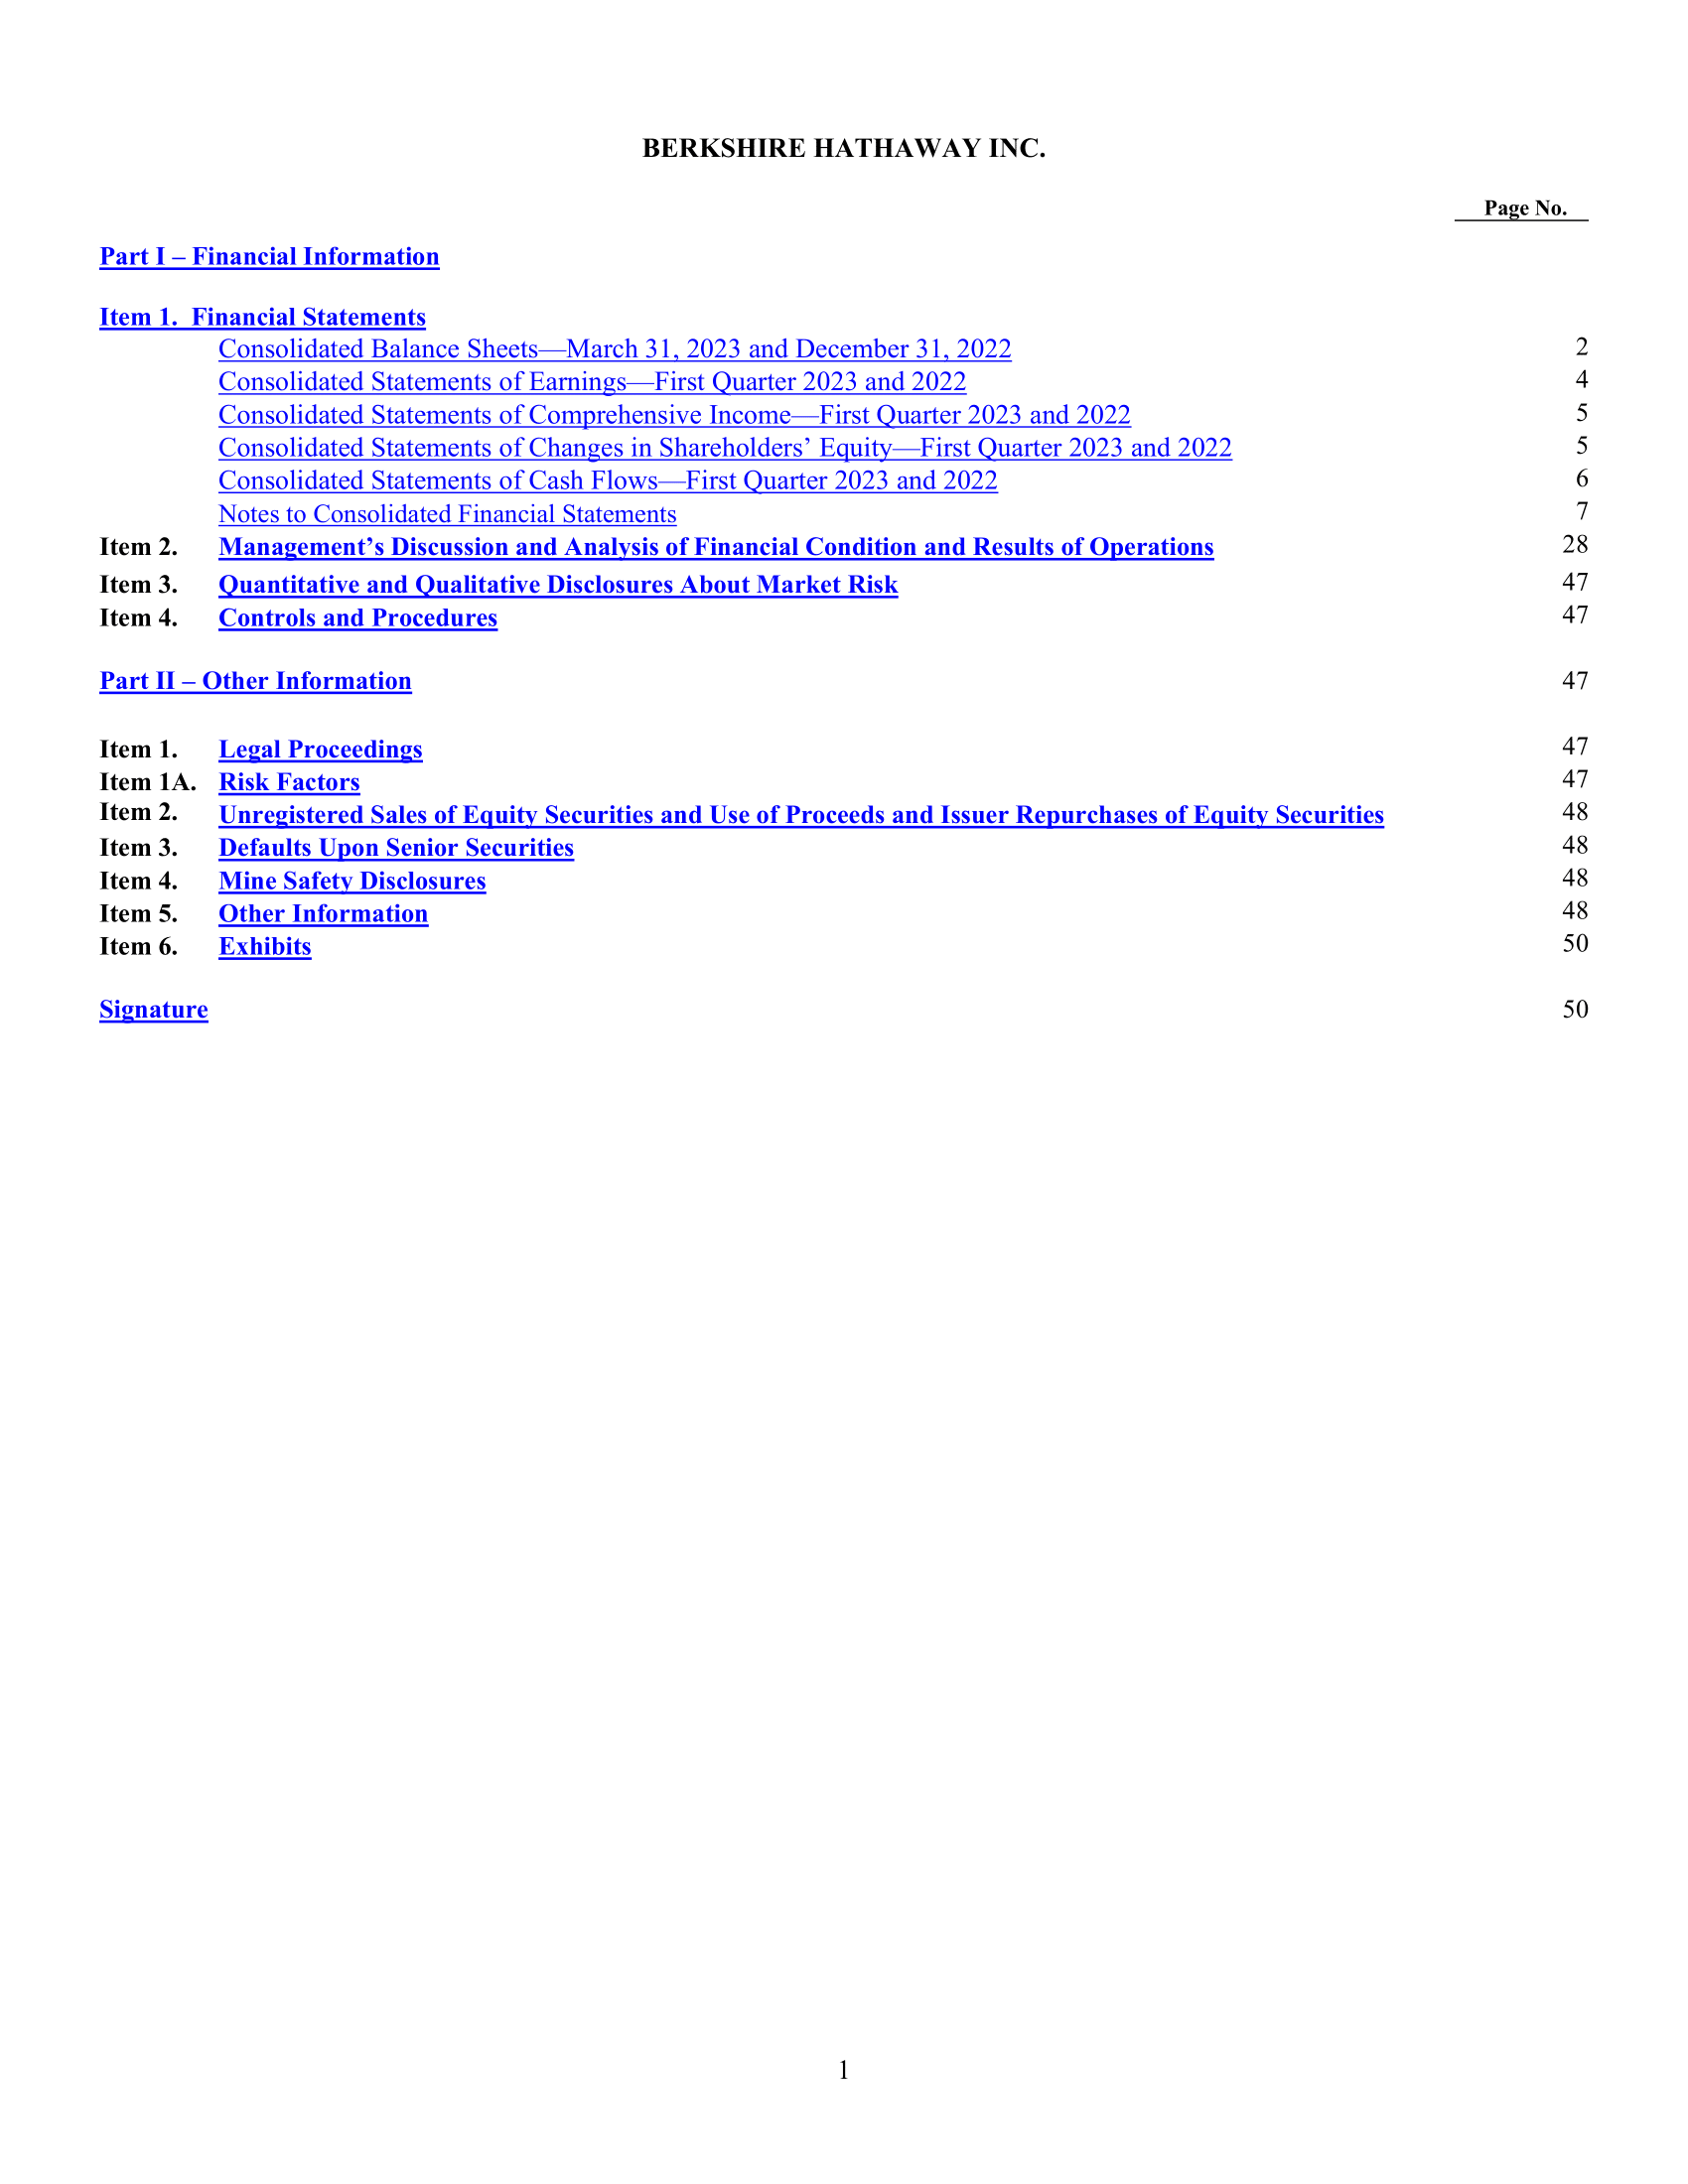 BERKSHIRE HATHAWAY INC.
Page No.
Part I – Financial Information
Item 1.  Financial Statements
Consolidated Balance Sheets—March 31, 2023 and December 31, 2022 2
Consolidated Statements of Earnings—First Quarter 2023 and 2022 4
Consolidated Statements of Comprehensive Income—First Quarter 2023 and 2022 5
Consolidated Statements of Changes in Shareholders’ Equity—First Quarter 2023 and 2022 5
Consolidated Statements of Cash Flows—First Quarter 2023 and 2022 6
Notes to Consolidated Financial Statements 7
Item 2. Management’s Discussion and Analysis of Financial Condition and Results of Operations 28
Item 3. Quantitative and Qualitative Disclosures About Market Risk 47
Item 4. Controls and Procedures 47
Part II – Other Information 47
Item 1. Legal Proceedings 47
Item 1A. Risk Factors 47
Item 2. Unregistered Sales of Equity Securities and Use of Proceeds and Issuer Repurchases of Equity Securities 48
Item 3. Defaults Upon Senior Securities 48
Item 4. Mine Safety Disclosures 48
Item 5. Other Information 48
Item 6. Exhibits 50
Signature 50
1